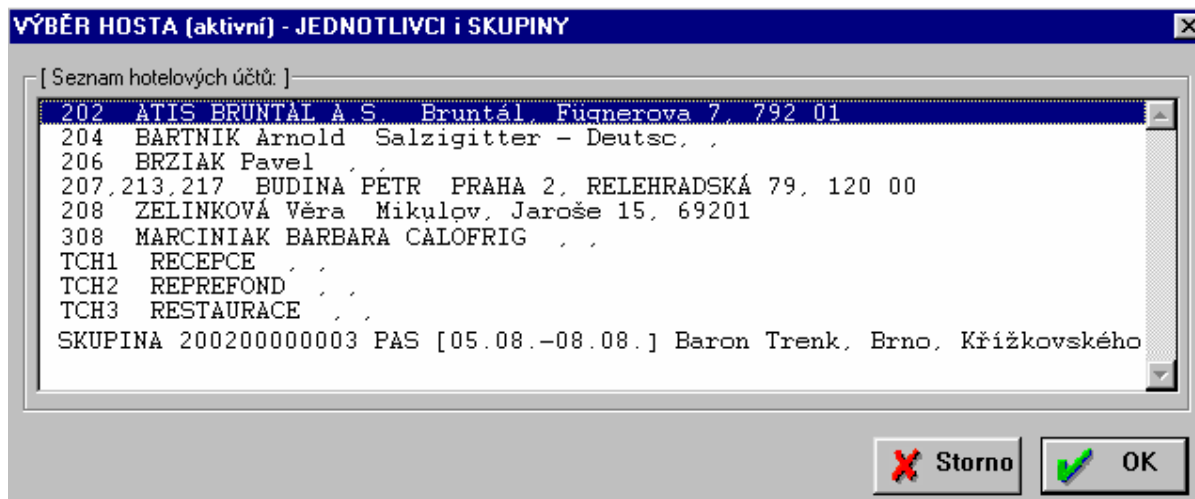 VÝBĚR HOSTA (aktivní) - JEDNOTLIVCI i SKUPINY
[ Seznam hotelových účtů: ]
202 ATIS BRUNTÁL A.S. Bruntál, Fügnerova 7, 792 01
204 BARTNIK Arnold Salzigitter - Deutsc, ,
206 BRZIAK Pavel , ,
207,213,217 BUDINA PETR PRAHA 2, RELEHRADSKÁ 79, 120 00
208 ZELINKOVÁ Věra Mikulov, Jaroše 15, 69201
308 MARCINIAK BARBARA CALOFRIG , ,
TCH1 RECEPCE , ,
TCH2 REPREFOND , ,
TCH3 RESTAURACE , ,
SKUPINA 200200000003 PAS [05.08.-08.08.] Baron Trenk, Brno, Křížkovského
Storno OK